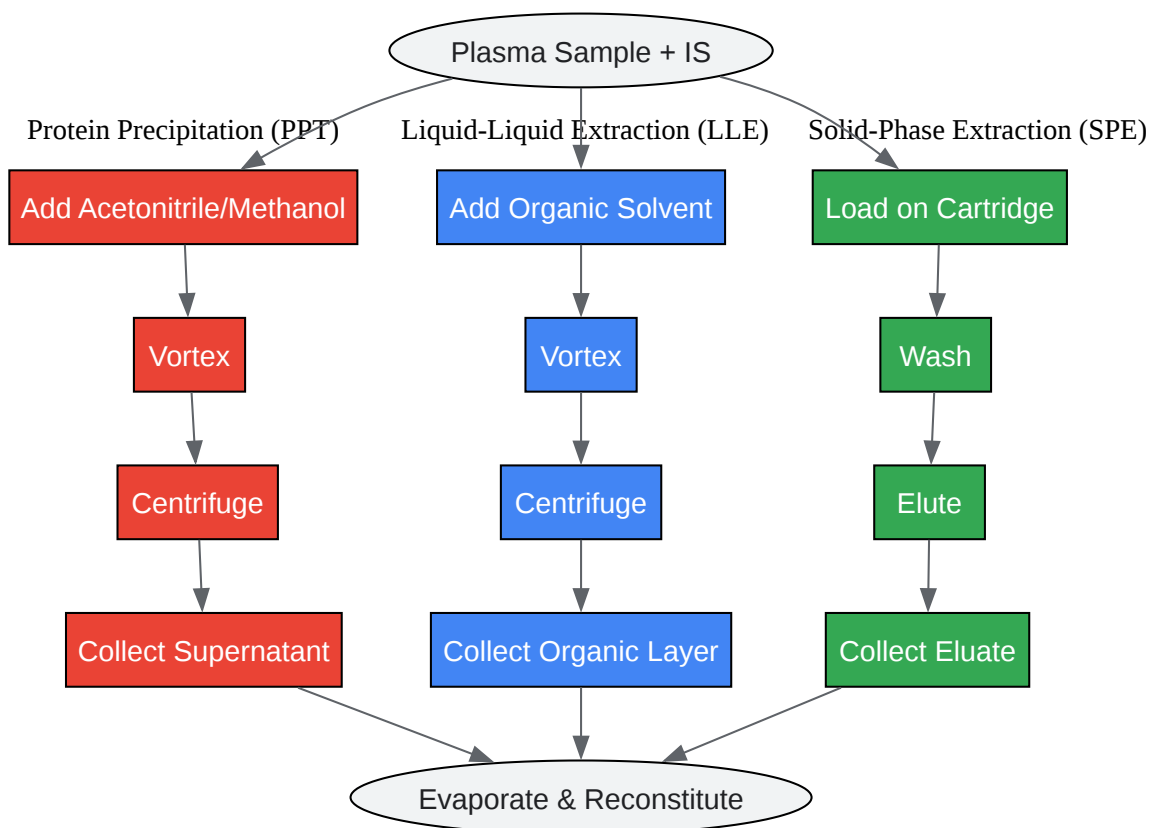 Plasma Sample + IS
Protein Precipitation (PPT)
Liquid-Liquid Extraction (LLE)
Solid-Phase Extraction (SPE)
Add Acetonitrile/Methanol
Add Organic Solvent
Load on Cartridge
Vortex
Vortex
Wash
Centrifuge
Centrifuge
Elute
Collect Supernatant
Collect Organic Layer
Collect Eluate
Evaporate & Reconstitute